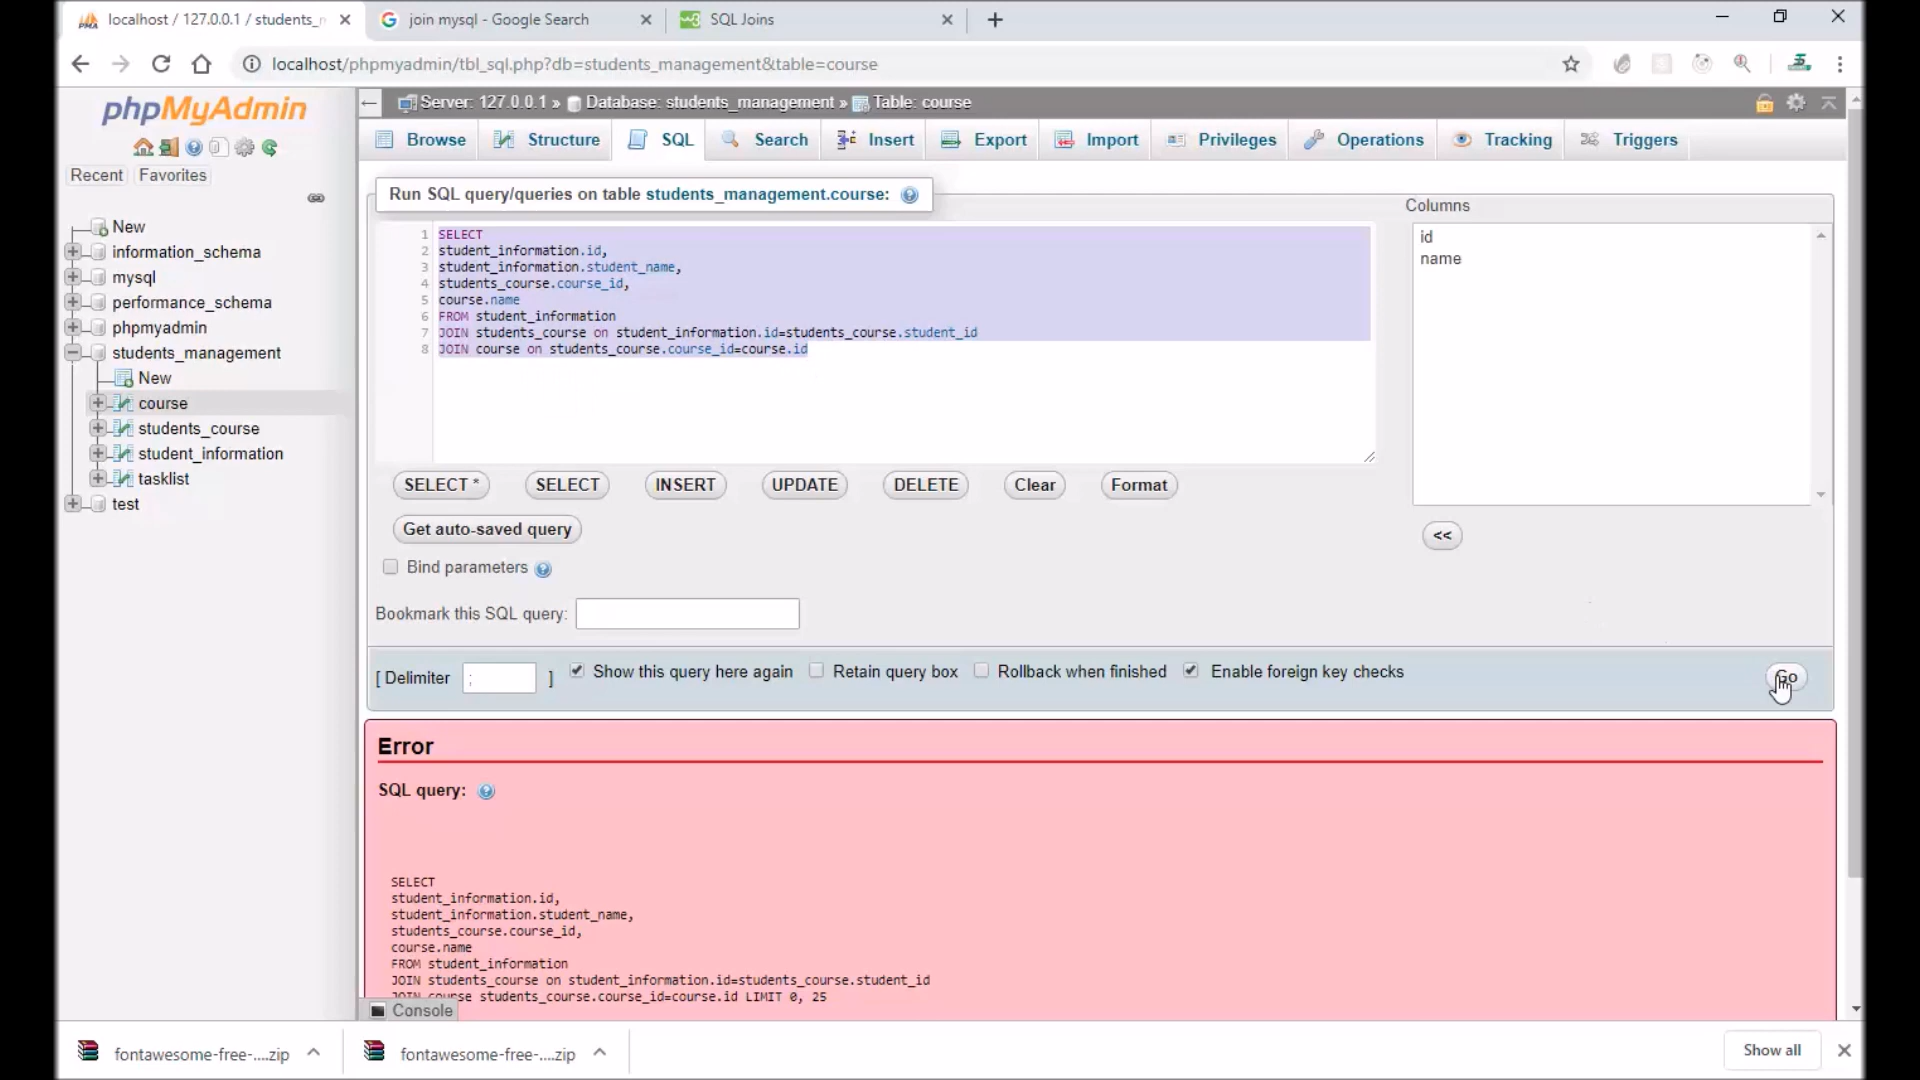 localhost / 127.0.0.1 / students_n
join mysql - Google Search
SQL Joins
localhost/phpmyadmin/tbl_sql.php?db=students_management&table=course
phpMyAdmin
Recent
Favorites
New
information_schema
mysql
performance_schema
phpmyadmin
students_management
New
course
students_course
student_information
tasklist
test
Server: 127.0.0.1 » Database: students_management » Table: course
Browse
Structure
SQL
Search
Insert
Export
Import
Privileges
Operations
Tracking
Triggers
Run SQL query/queries on table students_management.course:
1 SELECT
2 student_information.id,
3 student_information.student_name,
4 students_course.course_id,
5 course.name
6 FROM student_information
7 JOIN students_course on student_information.id=students_course.student_id
8 JOIN course on students_course.course_id=course.id
Columns
id
name
SELECT *
SELECT
INSERT
UPDATE
DELETE
Clear
Format
Get auto-saved query
<<
Bind parameters
Bookmark this SQL query:
[ Delimiter ; ]
Show this query here again
Retain query box
Rollback when finished
Enable foreign key checks
Go
Error
SQL query:
SELECT
student_information.id,
student_information.student_name,
students_course.course_id,
course.name
FROM student_information
JOIN students_course on student_information.id=students_course.student_id
JOIN course students_course.course_id=course.id LIMIT 0, 25
Console
fontawesome-free-....zip
fontawesome-free-....zip
Show all